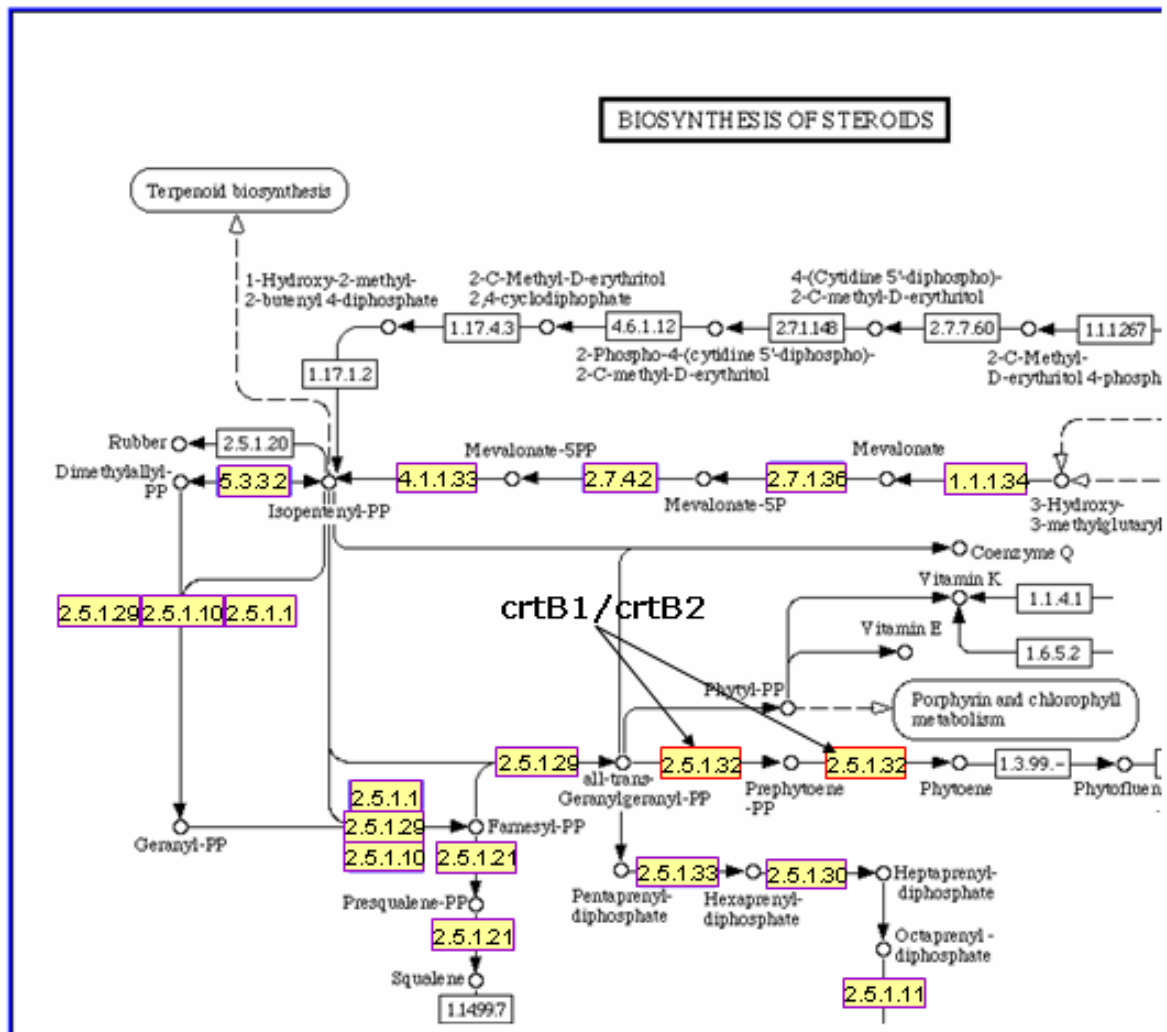 BIOSYNTHESIS OF STEROIDS
Terpenoid biosynthesis
1-Hydroxy-2-methyl-
2-butenyl 4-diphosphate
2-C-Methyl-D-erythritol
2,4-cyclodiphophate
4-(Cytidine 5'-diphospho)-
2-C-methyl-D-erythritol
1.17.4.3
4.6.1.12
2.7.1.148
2.7.7.60
1.1.1.267
2-Phospho-4-(cytidine 5'-diphospho)-
2-C-methyl-D-erythritol
2-C-Methyl-
D-erythritol 4-phosph
1.17.1.2
Rubber
2.5.1.20
Mevalonate-5PP
Mevalonate
Dimethylallyl-
PP
5.3.3.2
4.1.1.33
2.7.4.2
2.7.1.36
1.1.1.34
Isopentenyl-PP
Mevalonate-5P
3-Hydroxy-
3-methylglutaryl
Coenzyme Q
Vitamin K
1.1.4.1
2.5.1.29
2.5.1.10
2.5.1.1
crtB1/crtB2
Vitamin E
1.6.5.2
Phytyl-PP
Porphyrin and chlorophyll
metabolism
2.5.1.29
2.5.1.32
2.5.1.32
1.3.99.-
all-trans-
Geranylgeranyl-PP
Prephytoene
-PP
Phytoene
Phytofluen
2.5.1.1
2.5.1.29
2.5.1.10
Geranyl-PP
Farnesyl-PP
2.5.1.21
2.5.1.33
2.5.1.30
Heptaprenyl-
diphosphate
Pentaprenyl-
diphosphate
Hexaprenyl-
diphosphate
Presqualene-PP
2.5.1.21
Octaprenyl-
diphosphate
Squalene
1.1499.7
2.5.1.11